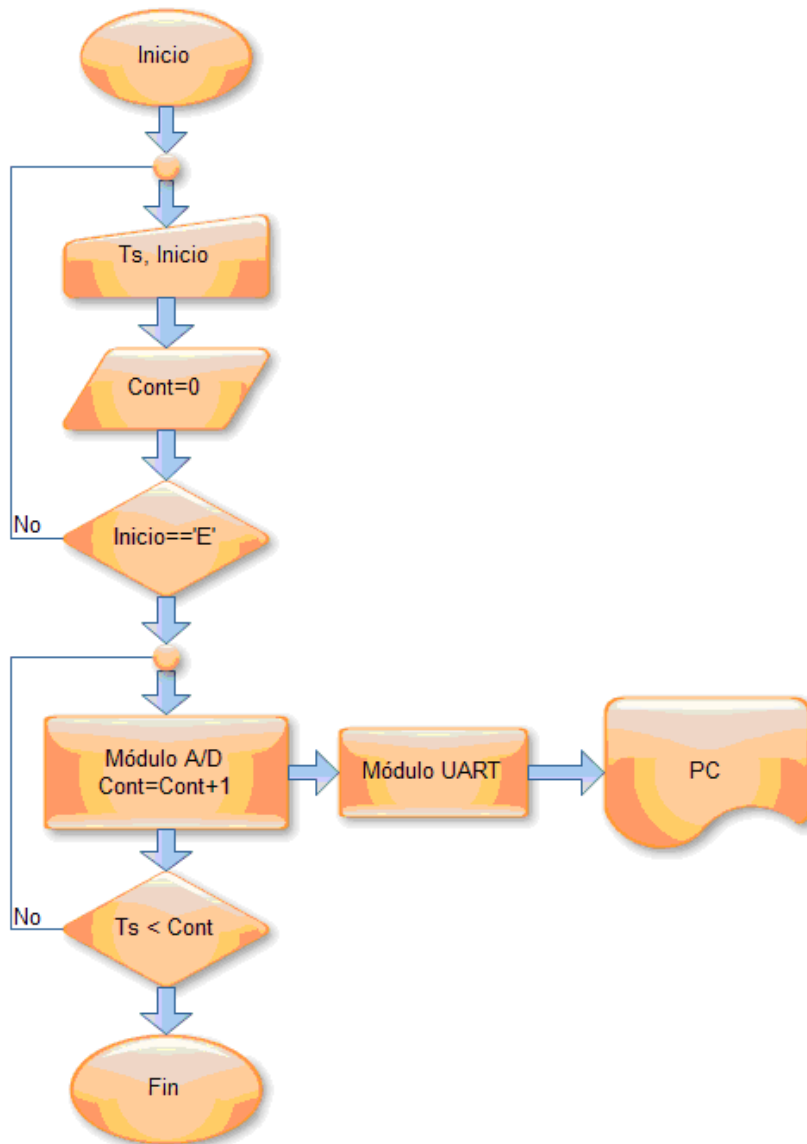 Inicio
Ts, Inicio
Cont=0
Inicio=='E'
No
Módulo A/D
Cont=Cont+1
Módulo UART
PC
Ts < Cont
No
Fin